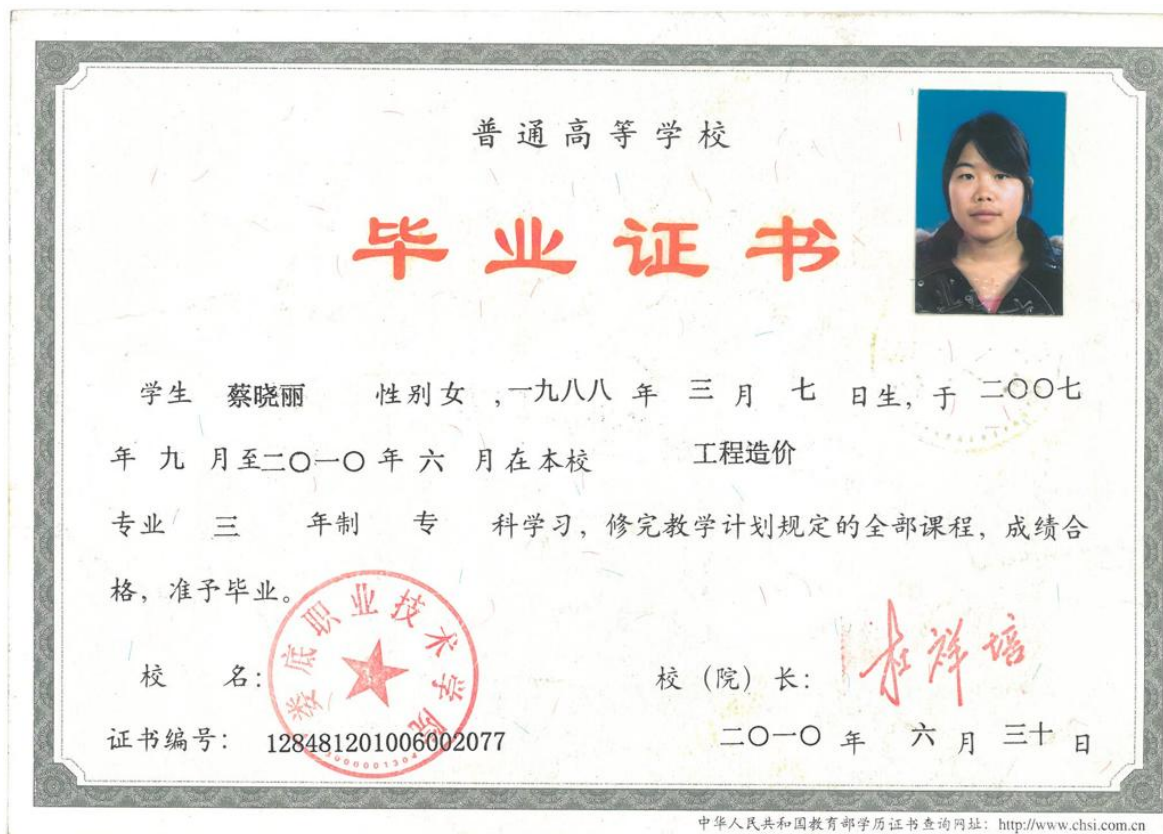 普通高等学校
毕业证书
学生 蔡晓丽 性别 女 ,一九八八 年 三 月 七 日生, 于 二〇〇七
年 九 月至二〇一〇 年 六 月在本校 工程造价
专业 三 年制 专 科学习, 修完教学计划规定的全部课程, 成绩合
格, 准予毕业。
娄底职业技术学院
校 名: 校（院）长:
证书编号: 128481201006002077 二〇一〇 年 六 月 三十 日
中华人民共和国教育部学历证书查询网址: http://www.chsi.com.cn